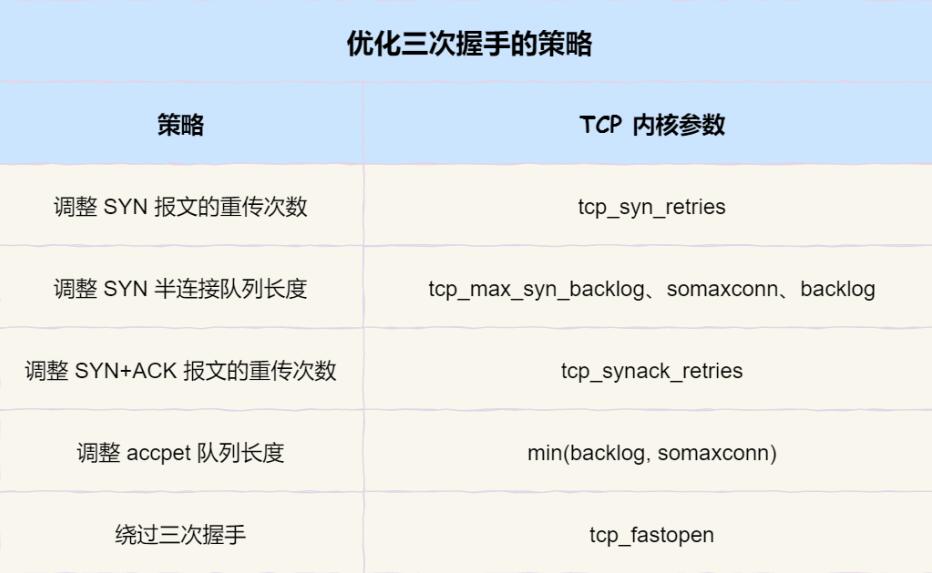 优化三次握手的策略
策略 TCP 内核参数
调整 SYN 报文的重传次数 tcp_syn_retries
调整 SYN 半连接队列长度 tcp_max_syn_backlog、somaxconn、backlog
调整 SYN+ACK 报文的重传次数 tcp_synack_retries
调整 accpet 队列长度 min(backlog, somaxconn)
绕过三次握手 tcp_fastopen